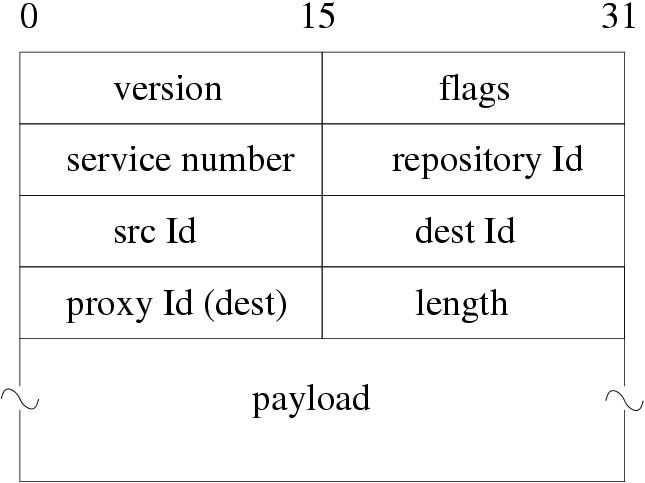 0 15 31
version flags
service number repository Id
src Id dest Id
proxy Id (dest) length
payload